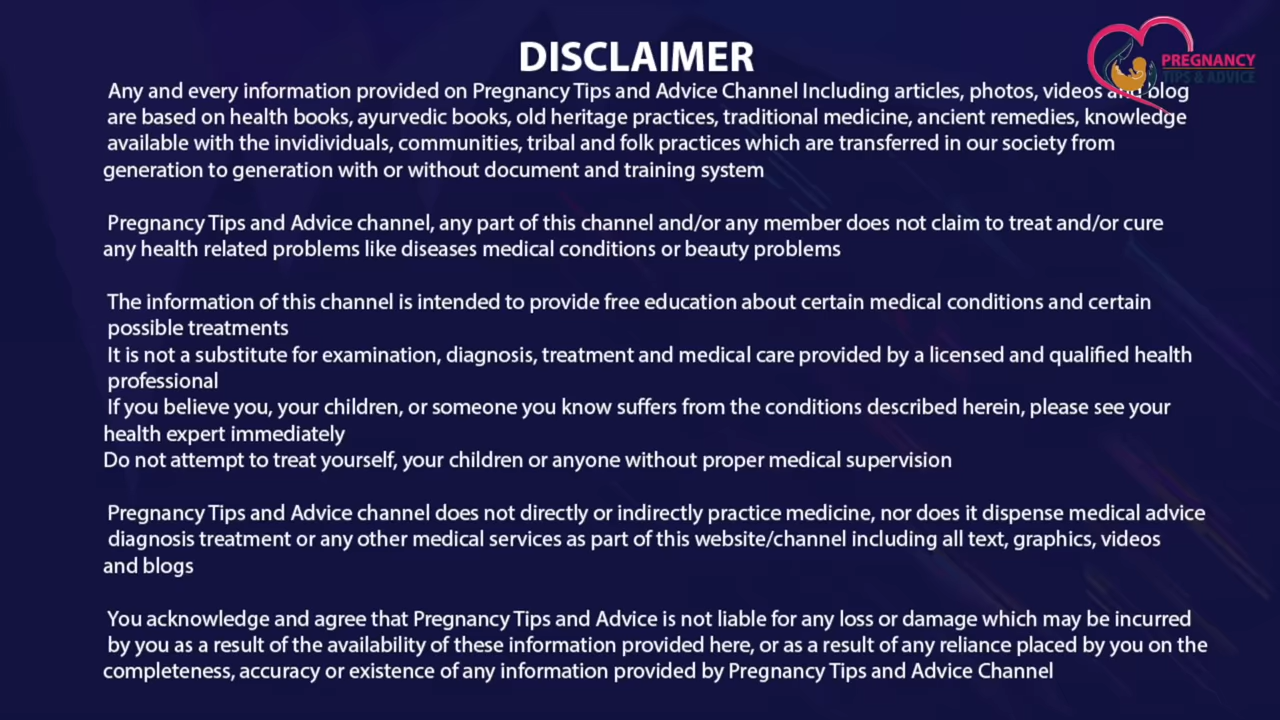 DISCLAIMER
PREGNANCY
TIPS & ADVICE
Any and every information provided on Pregnancy Tips and Advice Channel Including articles, photos, videos and blog
are based on health books, ayurvedic books, old heritage practices, traditional medicine, ancient remedies, knowledge
available with the invidividuals, communities, tribal and folk practices which are transferred in our society from
generation to generation with or without document and training system
Pregnancy Tips and Advice channel, any part of this channel and/or any member does not claim to treat and/or cure
any health related problems like diseases medical conditions or beauty problems
The information of this channel is intended to provide free education about certain medical conditions and certain
possible treatments
It is not a substitute for examination, diagnosis, treatment and medical care provided by a licensed and qualified health
professional
If you believe you, your children, or someone you know suffers from the conditions described herein, please see your
health expert immediately
Do not attempt to treat yourself, your children or anyone without proper medical supervision
Pregnancy Tips and Advice channel does not directly or indirectly practice medicine, nor does it dispense medical advice
diagnosis treatment or any other medical services as part of this website/channel including all text, graphics, videos
and blogs
You acknowledge and agree that Pregnancy Tips and Advice is not liable for any loss or damage which may be incurred
by you as a result of the availability of these information provided here, or as a result of any reliance placed by you on the
completeness, accuracy or existence of any information provided by Pregnancy Tips and Advice Channel